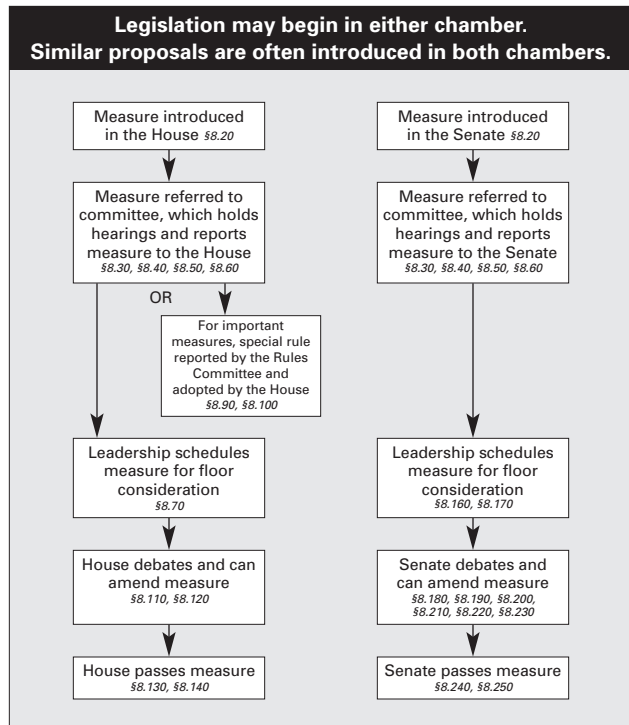 Legislation may begin in either chamber.
Similar proposals are often introduced in both chambers.
Measure introduced
in the House §8.20
Measure referred to
committee, which holds
hearings and reports
measure to the House
§8.30, §8.40, §8.50, §8.60
OR
For important
measures, special rule
reported by the Rules
Committee and
adopted by the House
§8.90, §8.100
Leadership schedules
measure for floor
consideration
§8.70
House debates and can
amend measure
§8.110, §8.120
House passes measure
§8.130, §8.140
Measure introduced
in the Senate §8.20
Measure referred to
committee, which holds
hearings and reports
measure to the Senate
§8.30, §8.40, §8.50, §8.60
Leadership schedules
measure for floor
consideration
§8.160, §8.170
Senate debates and
can amend measure
§8.180, §8.190, §8.200,
§8.210, §8.220, §8.230
Senate passes measure
§8.240, §8.250